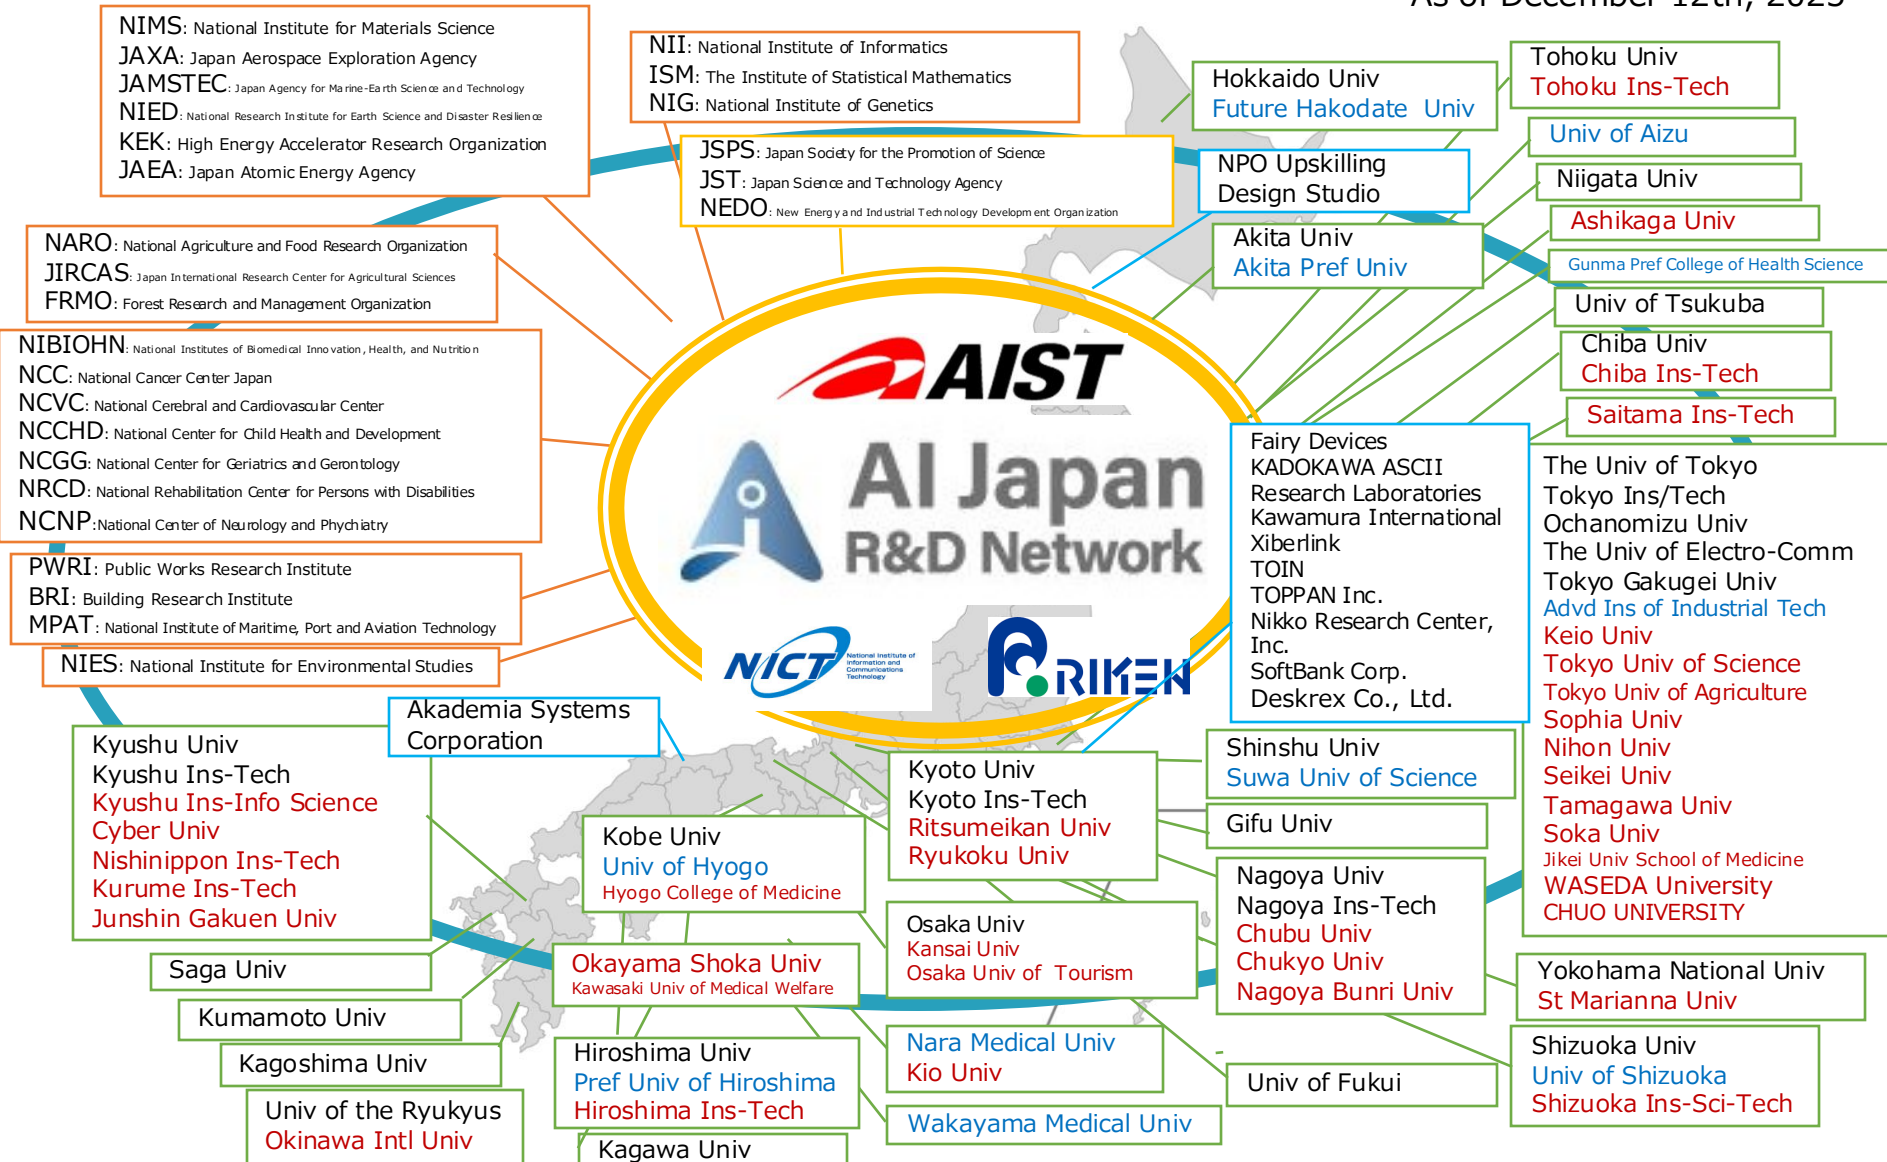 As of December 12th, 2023
NIMS: National Institute for Materials Science
JAXA: Japan Aerospace Exploration Agency
JAMSTEC: Japan Agency for Marine-Earth Science and Technology
NIED: National Research Institute for Earth Science and Disaster Resilience
KEK: High Energy Accelerator Research Organization
JAEA: Japan Atomic Energy Agency
NII: National Institute of Informatics
ISM: The Institute of Statistical Mathematics
NIG: National Institute of Genetics
JSPS: Japan Society for the Promotion of Science
JST: Japan Science and Technology Agency
NEDO: New Energy and Industrial Technology Development Organization
Hokkaido Univ
Future Hakodate Univ
Tohoku Univ
Tohoku Ins-Tech
NPO Upskilling
Design Studio
Univ of Aizu
Niigata Univ
Akita Univ
Akita Pref Univ
Ashikaga Univ
Gunma Pref College of Health Science
Univ of Tsukuba
Chiba Univ
Chiba Ins-Tech
Saitama Ins-Tech
NARO: National Agriculture and Food Research Organization
JIRCAS: Japan International Research Center for Agricultural Sciences
FRMO: Forest Research and Management Organization
NIBIOHN: National Institutes of Biomedical Innovation, Health, and Nutrition
NCC: National Cancer Center Japan
NCVC: National Cerebral and Cardiovascular Center
NCCHD: National Center for Child Health and Development
NCGG: National Center for Geriatrics and Gerontology
NRCD: National Rehabilitation Center for Persons with Disabilities
NCNP:National Center of Neurology and Phychiatry
PWRI: Public Works Research Institute
BRI: Building Research Institute
MPAT: National Institute of Maritime, Port and Aviation Technology
NIES: National Institute for Environmental Studies
AIST
AI Japan
R&D Network
NICT
National Institute of
Information and
Communications
Technology
RIKEN
Fairy Devices
KADOKAWA ASCII
Research Laboratories
Kawamura International
Xiberlink
TOIN
TOPPAN Inc.
Nikko Research Center,
Inc.
SoftBank Corp.
Deskrex Co., Ltd.
The Univ of Tokyo
Tokyo Ins/Tech
Ochanomizu Univ
The Univ of Electro-Comm
Tokyo Gakugei Univ
Advd Ins of Industrial Tech
Keio Univ
Tokyo Univ of Science
Tokyo Univ of Agriculture
Sophia Univ
Nihon Univ
Seikei Univ
Tamagawa Univ
Soka Univ
Jikei Univ School of Medicine
WASEDA University
CHUO UNIVERSITY
Akademia Systems
Corporation
Kyushu Univ
Kyushu Ins-Tech
Kyushu Ins-Info Science
Cyber Univ
Nishinippon Ins-Tech
Kurume Ins-Tech
Junshin Gakuen Univ
Saga Univ
Kumamoto Univ
Kagoshima Univ
Univ of the Ryukyus
Okinawa Intl Univ
Kobe Univ
Univ of Hyogo
Hyogo College of Medicine
Okayama Shoka Univ
Kawasaki Univ of Medical Welfare
Hiroshima Univ
Pref Univ of Hiroshima
Hiroshima Ins-Tech
Kagawa Univ
Kyoto Univ
Kyoto Ins-Tech
Ritsumeikan Univ
Ryukoku Univ
Osaka Univ
Kansai Univ
Osaka Univ of Tourism
Nara Medical Univ
Kio Univ
Wakayama Medical Univ
Shinshu Univ
Suwa Univ of Science
Gifu Univ
Nagoya Univ
Nagoya Ins-Tech
Chubu Univ
Chukyo Univ
Nagoya Bunri Univ
Univ of Fukui
Yokohama National Univ
St Marianna Univ
Shizuoka Univ
Univ of Shizuoka
Shizuoka Ins-Sci-Tech